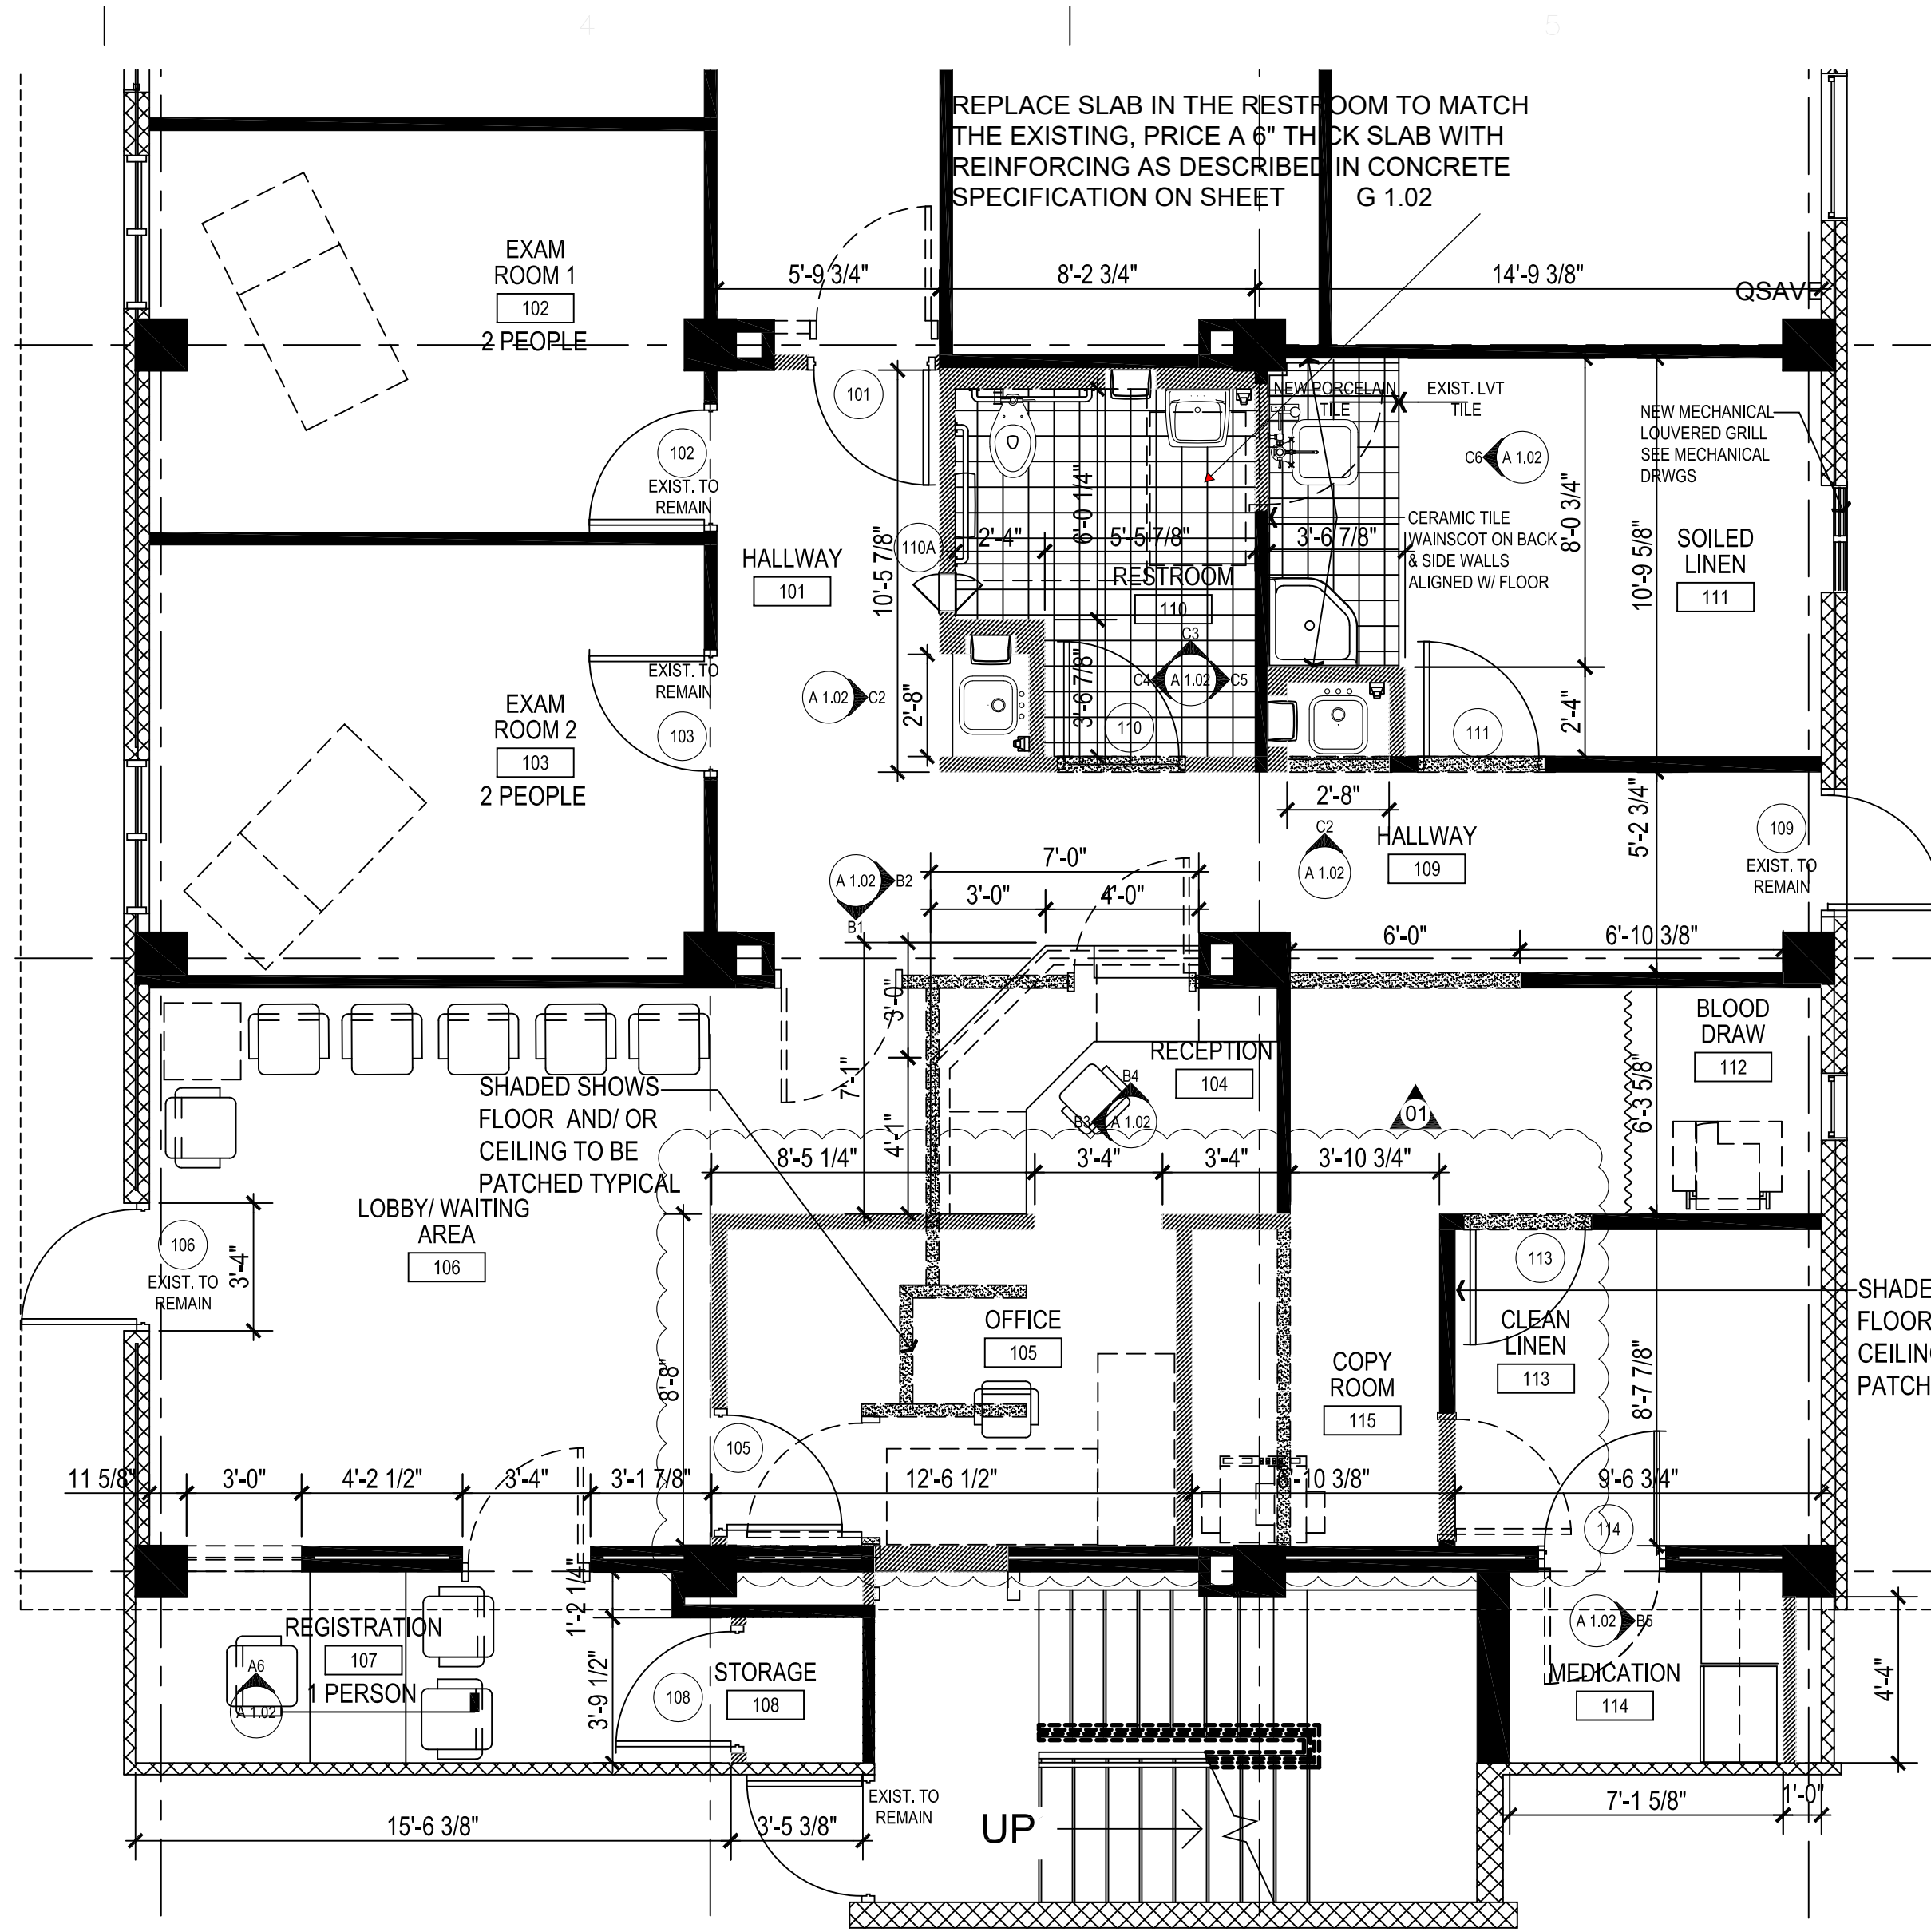 4
5
REPLACE SLAB IN THE RESTROOM TO MATCH
THE EXISTING, PRICE A 6" THICK SLAB WITH
REINFORCING AS DESCRIBED IN CONCRETE
SPECIFICATION ON SHEET G 1.02
EXAM
ROOM 1
102
2 PEOPLE
5'-9 3/4"
8'-2 3/4"
14'-9 3/8"
QSAVE
101
NEW PORCELAIN
TILE
EXIST. LVT
TILE
NEW MECHANICAL
LOUVERED GRILL
SEE MECHANICAL
DRWGS
102
EXIST. TO
REMAIN
C6
A 1.02
6'-0 1/4"
8'-0 3/4"
10'-5 7/8"
10'-9 5/8"
110A
2'-4"
5'-5 7/8"
3'-6 7/8"
CERAMIC TILE
WAINSCOT ON BACK
& SIDE WALLS
ALIGNED W/ FLOOR
HALLWAY
101
RESTROOM
110
SOILED
LINEN
111
EXIST. TO
REMAIN
103
EXAM
ROOM 2
103
2 PEOPLE
A 1.02
C2
2'-8"
3'-6 7/8"
C3
C4
A 1.02
C5
110
111
2'-4"
2'-8"
C2
A 1.02
HALLWAY
109
5'-2 3/4"
109
EXIST. TO
REMAIN
A 1.02
B2
B1
7'-0"
3'-0"
4'-0"
6'-0"
6'-10 3/8"
3'-0"
7'-1"
4'-1"
RECEPTION
104
B4
B3
A 1.02
01
BLOOD
DRAW
112
6'-3 5/8"
SHADED SHOWS
FLOOR AND/ OR
CEILING TO BE
PATCHED TYPICAL
8'-5 1/4"
3'-4"
3'-4"
3'-10 3/4"
LOBBY/ WAITING
AREA
106
106
EXIST. TO
REMAIN
3'-4"
8'-8"
OFFICE
105
COPY
ROOM
115
113
CLEAN
LINEN
113
8'-7 7/8"
SHADE
FLOOR
CEILIN
PATCH
105
11 5/8"
3'-0"
4'-2 1/2"
3'-4"
3'-1 7/8"
12'-6 1/2"
9'-6 3/4"
114
1'-2 1/4"
REGISTRATION
107
1 PERSON
A6
A 1.02
3'-9 1/2"
108
STORAGE
108
A 1.02
B5
MEDICATION
114
4'-4"
EXIST. TO
REMAIN
15'-6 3/8"
3'-5 3/8"
UP
7'-1 5/8"
1'-0"